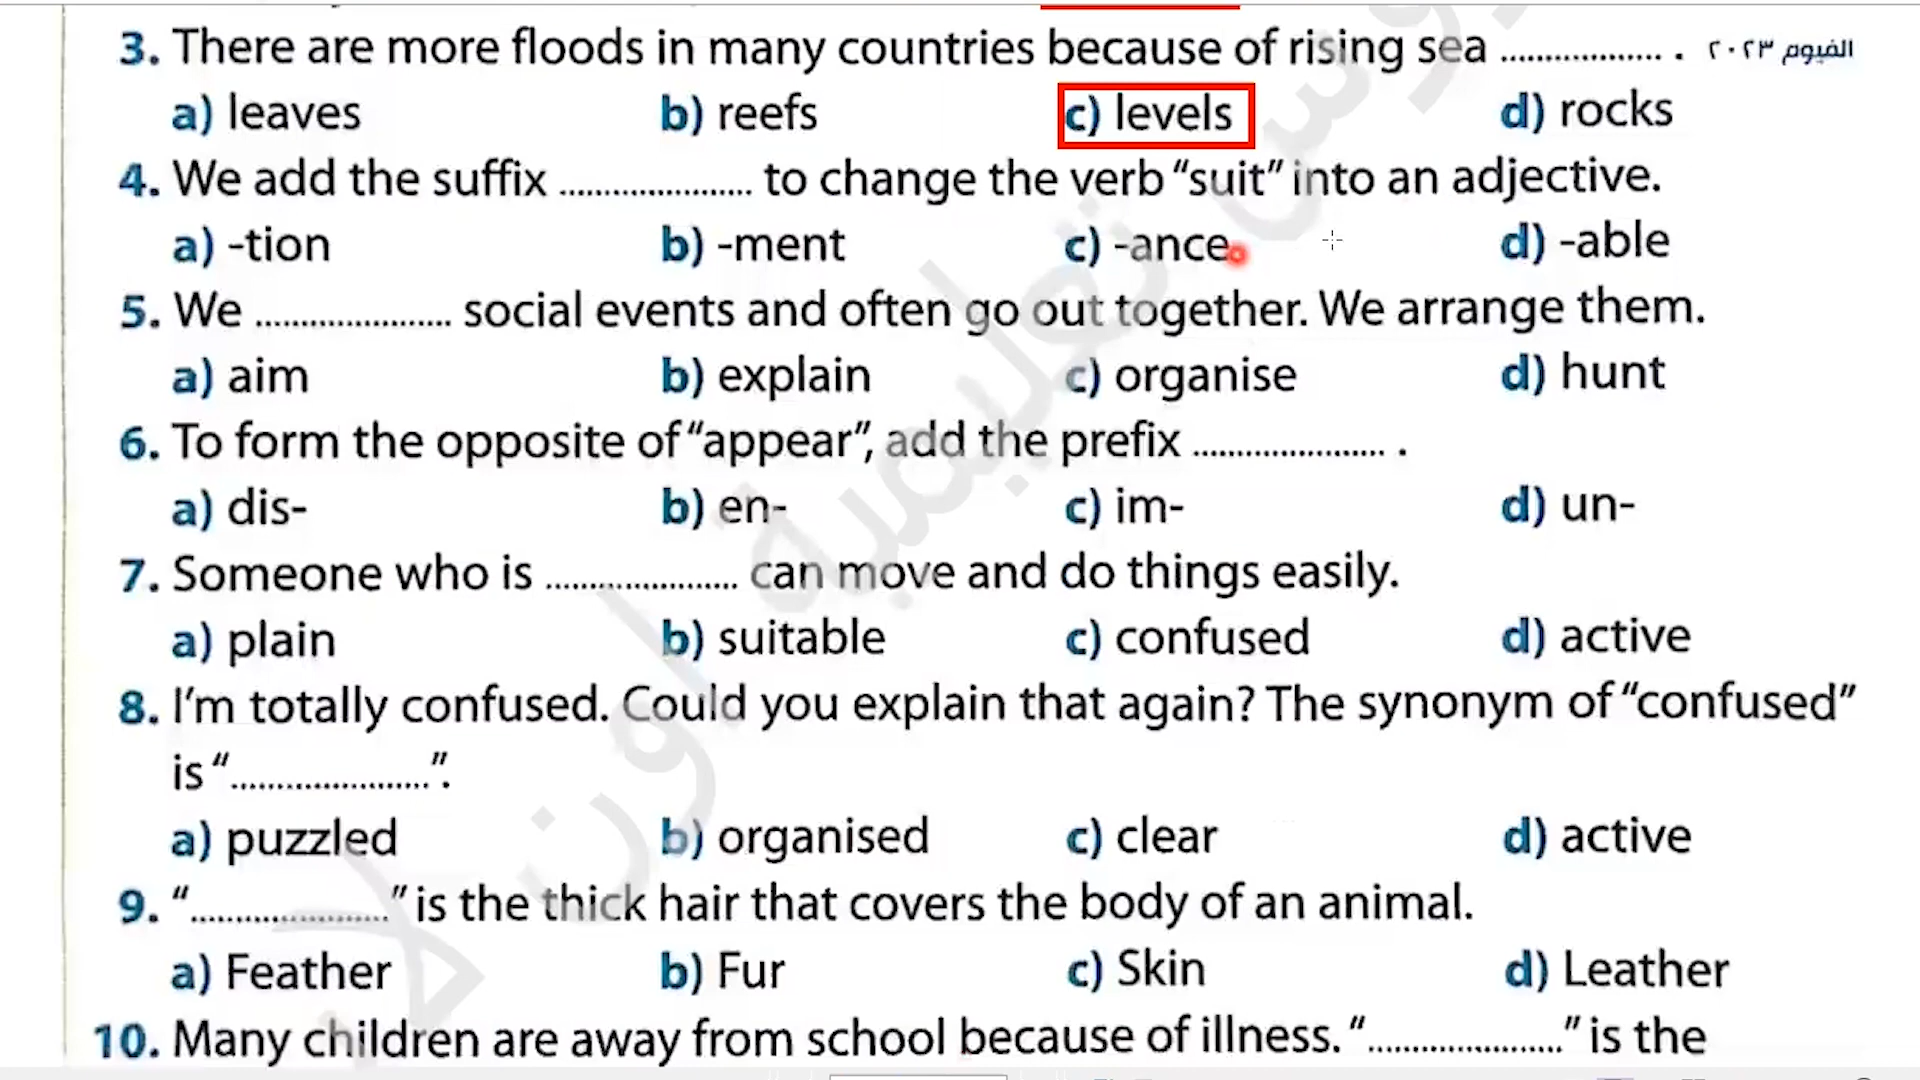 3. There are more floods in many countries because of rising sea .................. . الفيوم ٢٠٢٣
a) leaves b) reefs c) levels d) rocks
4. We add the suffix ...................... to change the verb “suit” into an adjective.
a) -tion b) -ment c) -ance d) -able
5. We ...................... social events and often go out together. We arrange them.
a) aim b) explain c) organise d) hunt
6. To form the opposite of “appear”, add the prefix ...................... .
a) dis- b) en- c) im- d) un-
7. Someone who is ...................... can move and do things easily.
a) plain b) suitable c) confused d) active
8. I’m totally confused. Could you explain that again? The synonym of “confused”
is “......................”.
a) puzzled b) organised c) clear d) active
9. “......................” is the thick hair that covers the body of an animal.
a) Feather b) Fur c) Skin d) Leather
10. Many children are away from school because of illness. “......................” is the
تعليمية اون لا